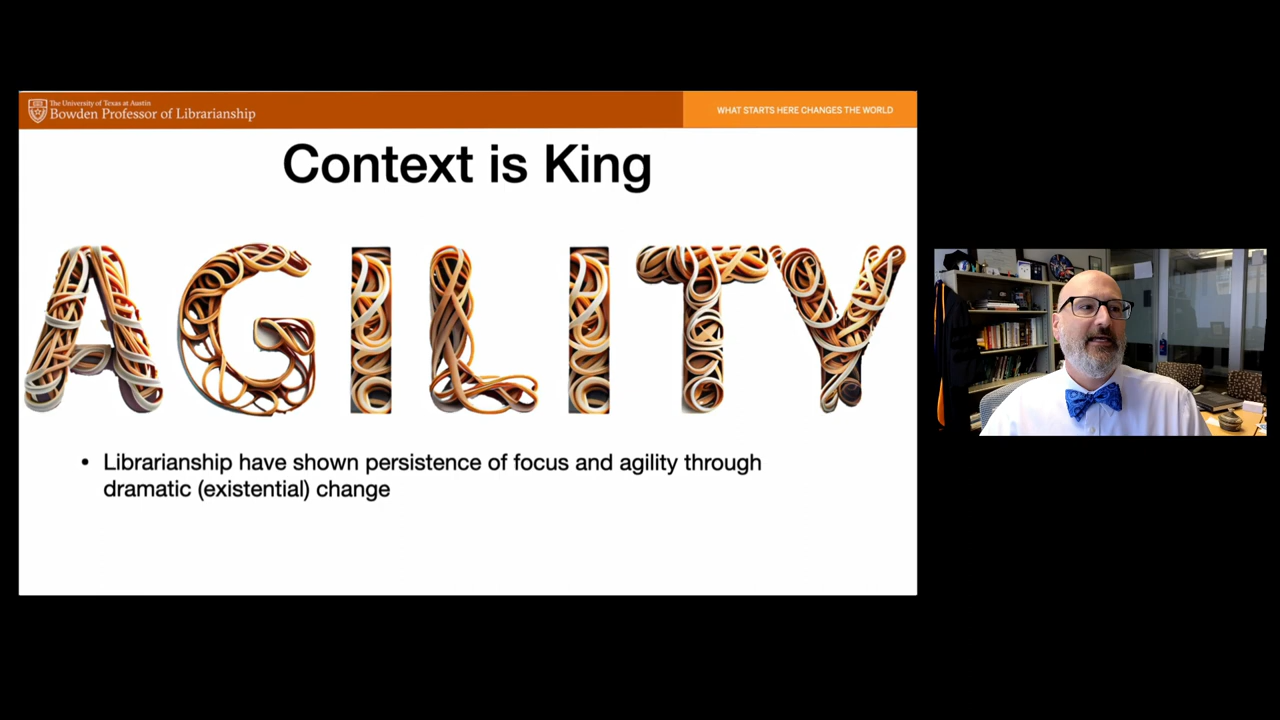 The University of Texas at Austin
Bowden Professor of Librarianship
WHAT STARTS HERE CHANGES THE WORLD
Context is King
AGILITY
• Librarianship have shown persistence of focus and agility through
dramatic (existential) change